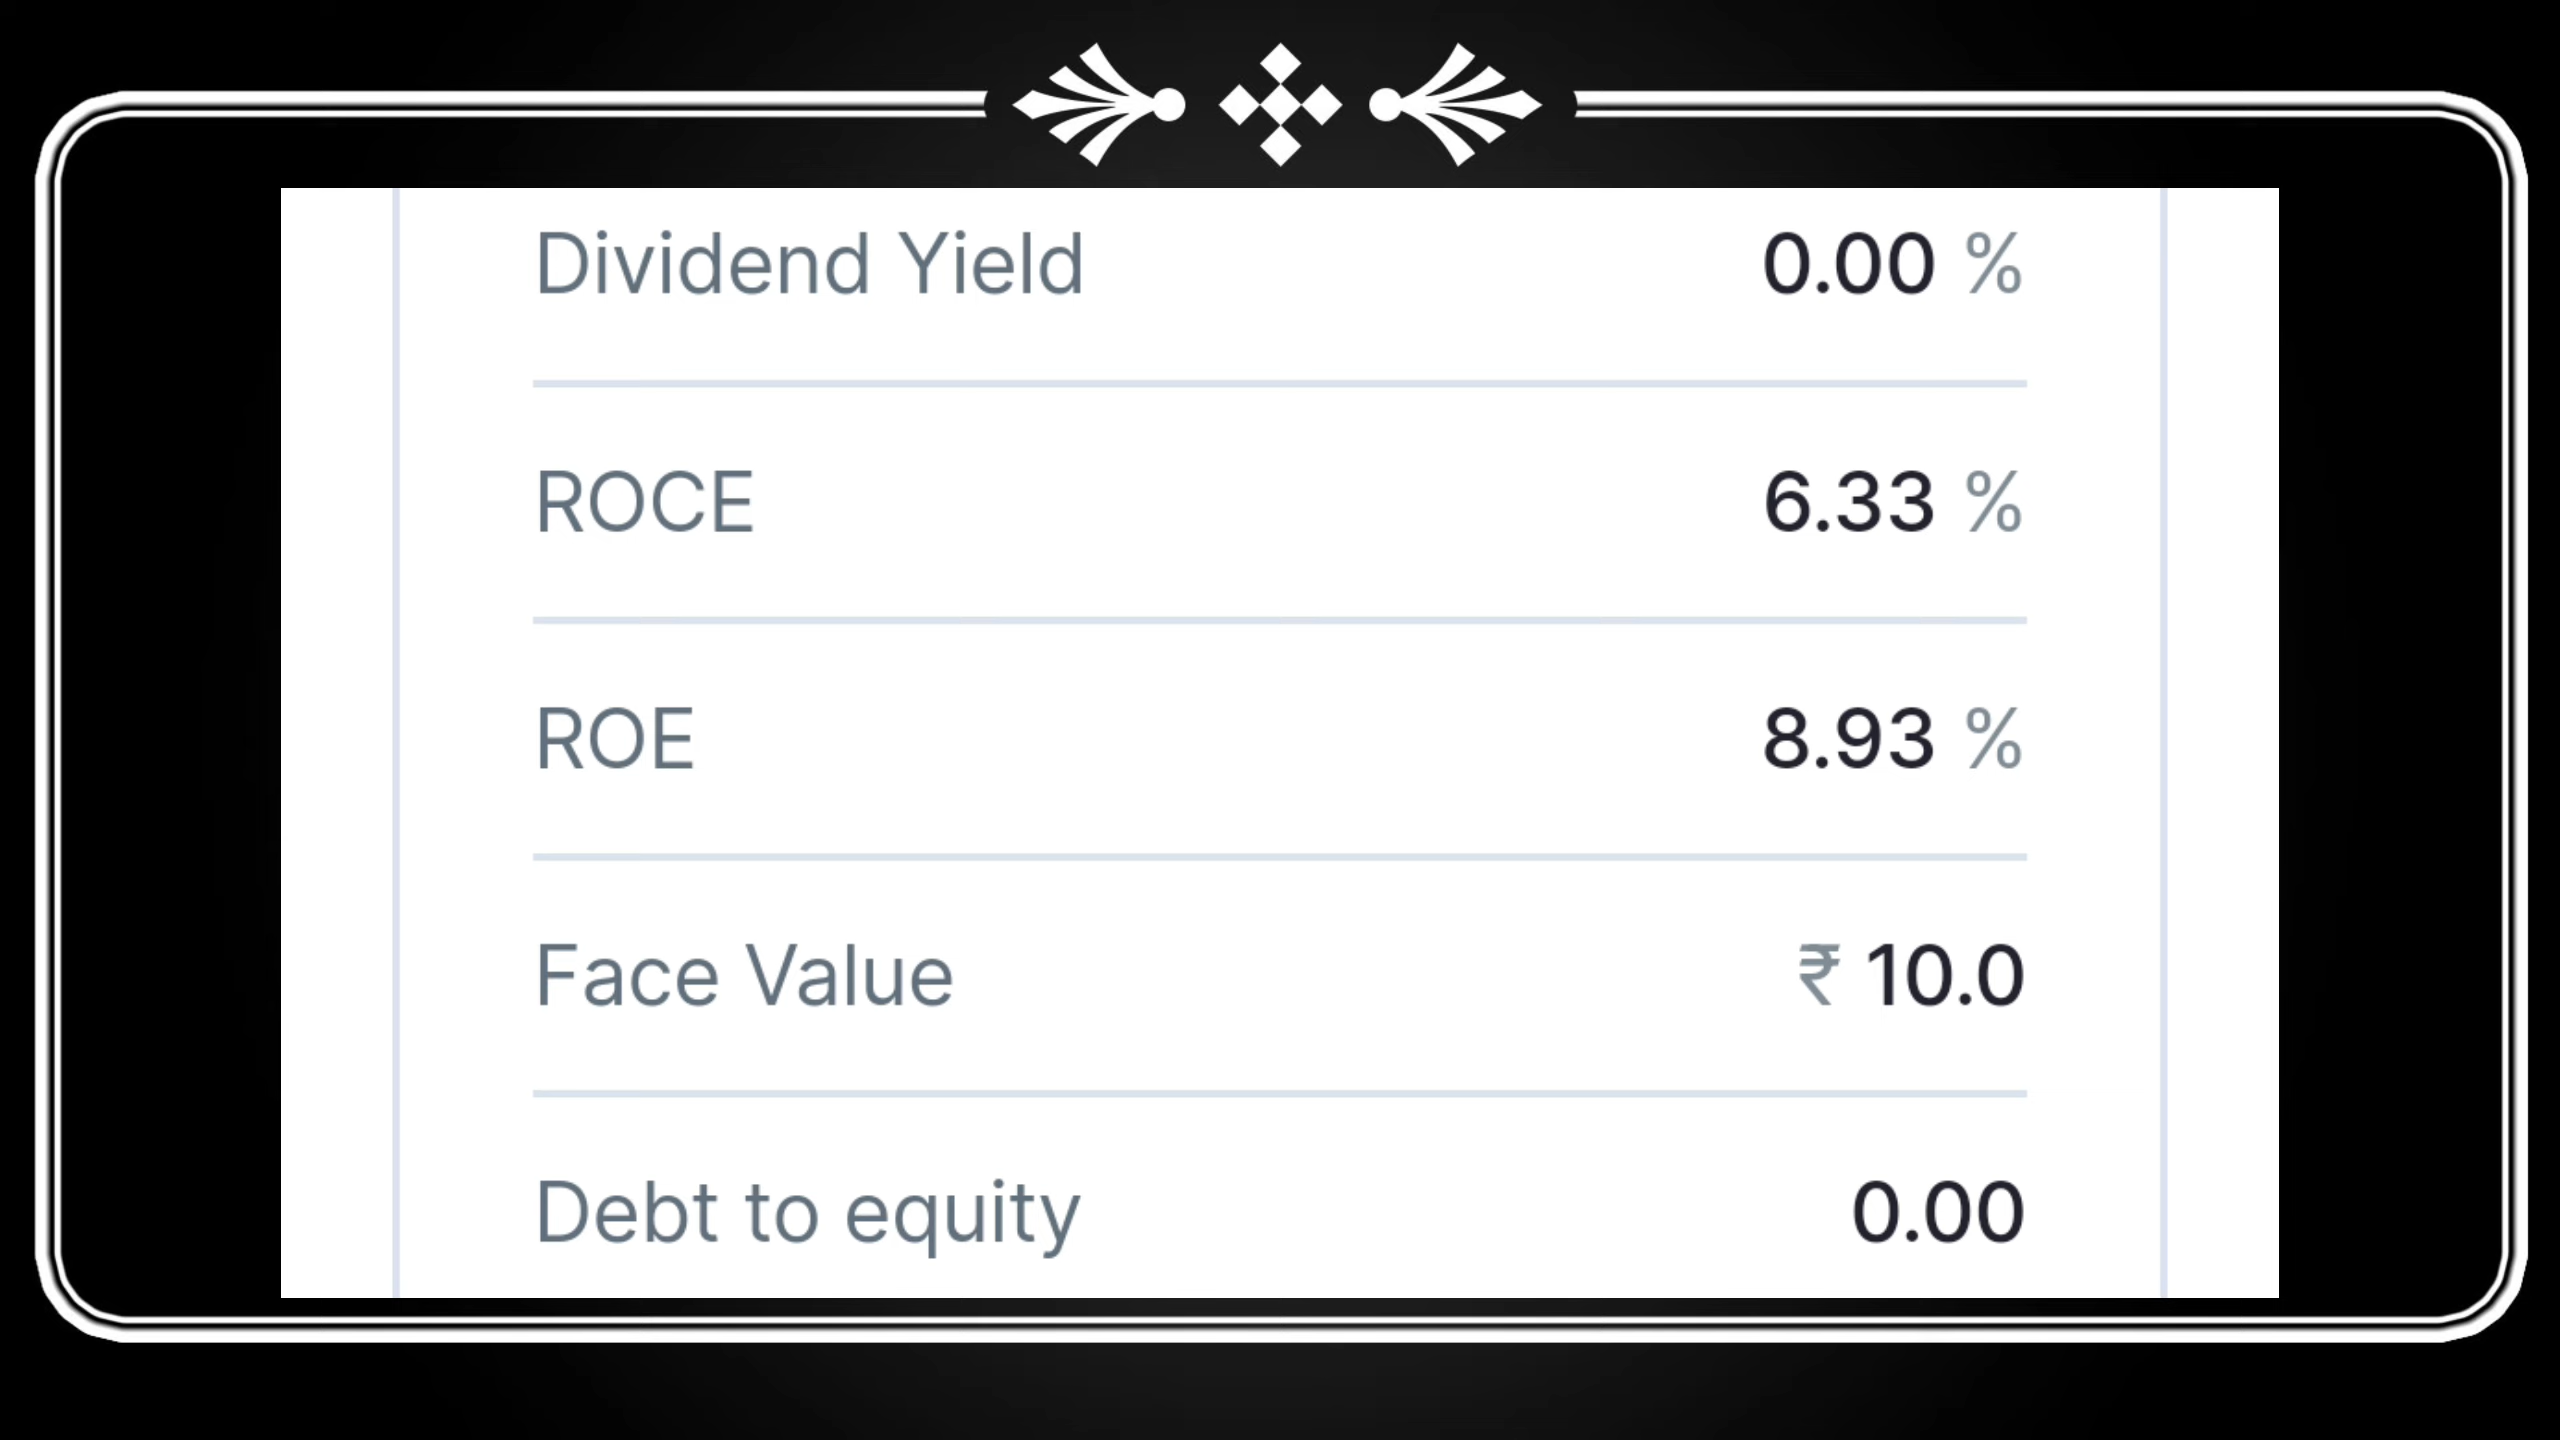 Dividend Yield 0.00 %
ROCE 6.33 %
ROE 8.93 %
Face Value ₹ 10.0
Debt to equity 0.00